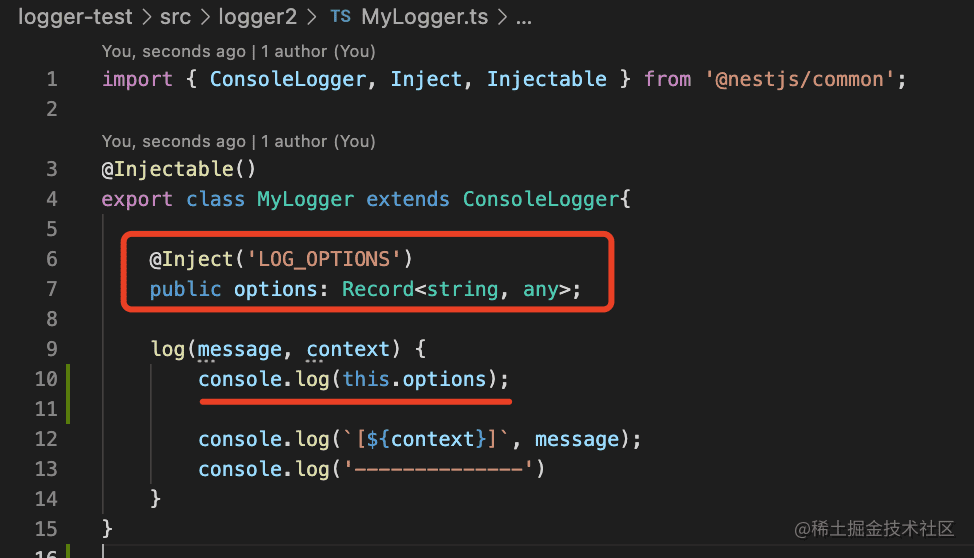 logger-test > src > logger2 > TS MyLogger.ts > ...
You, seconds ago | 1 author (You)
1 import { ConsoleLogger, Inject, Injectable } from '@nestjs/common';
2
You, seconds ago | 1 author (You)
3 @Injectable()
4 export class MyLogger extends ConsoleLogger{
5
6 @Inject('LOG_OPTIONS')
7 public options: Record<string, any>;
8
9 log(message, context) {
10 console.log(this.options);
11
12 console.log(`[${context}]`, message);
13 console.log('--------------')
14 }
15 }
16
@稀土掘金技术社区